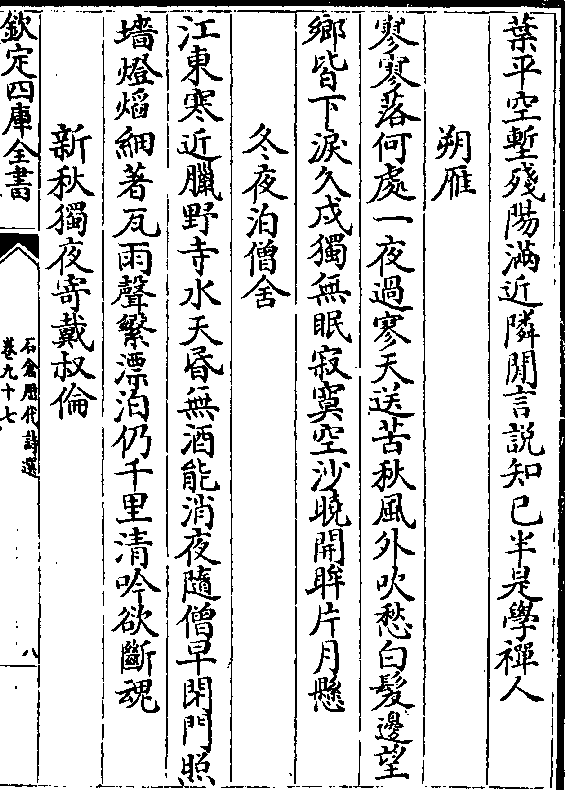 葉平空塹殘陽滿近隣閒言説知已半是學禪人
朔雁
寥寥落何處一夜過寥天送苦秋風外吹愁白髮邊望
鄉皆下淚久戍獨無眠寂寞空沙曉開眸片月懸
冬夜泊僧舍
江東寒近臘野寺水天昏無酒能消夜隨僧早閉門照
墻燈熖細著瓦雨聲繁漂泊仍千里清吟欲斷魂
新秋獨夜寄戴叔倫
欽定四庫全書
石倉歴代詩選
卷九十七
八